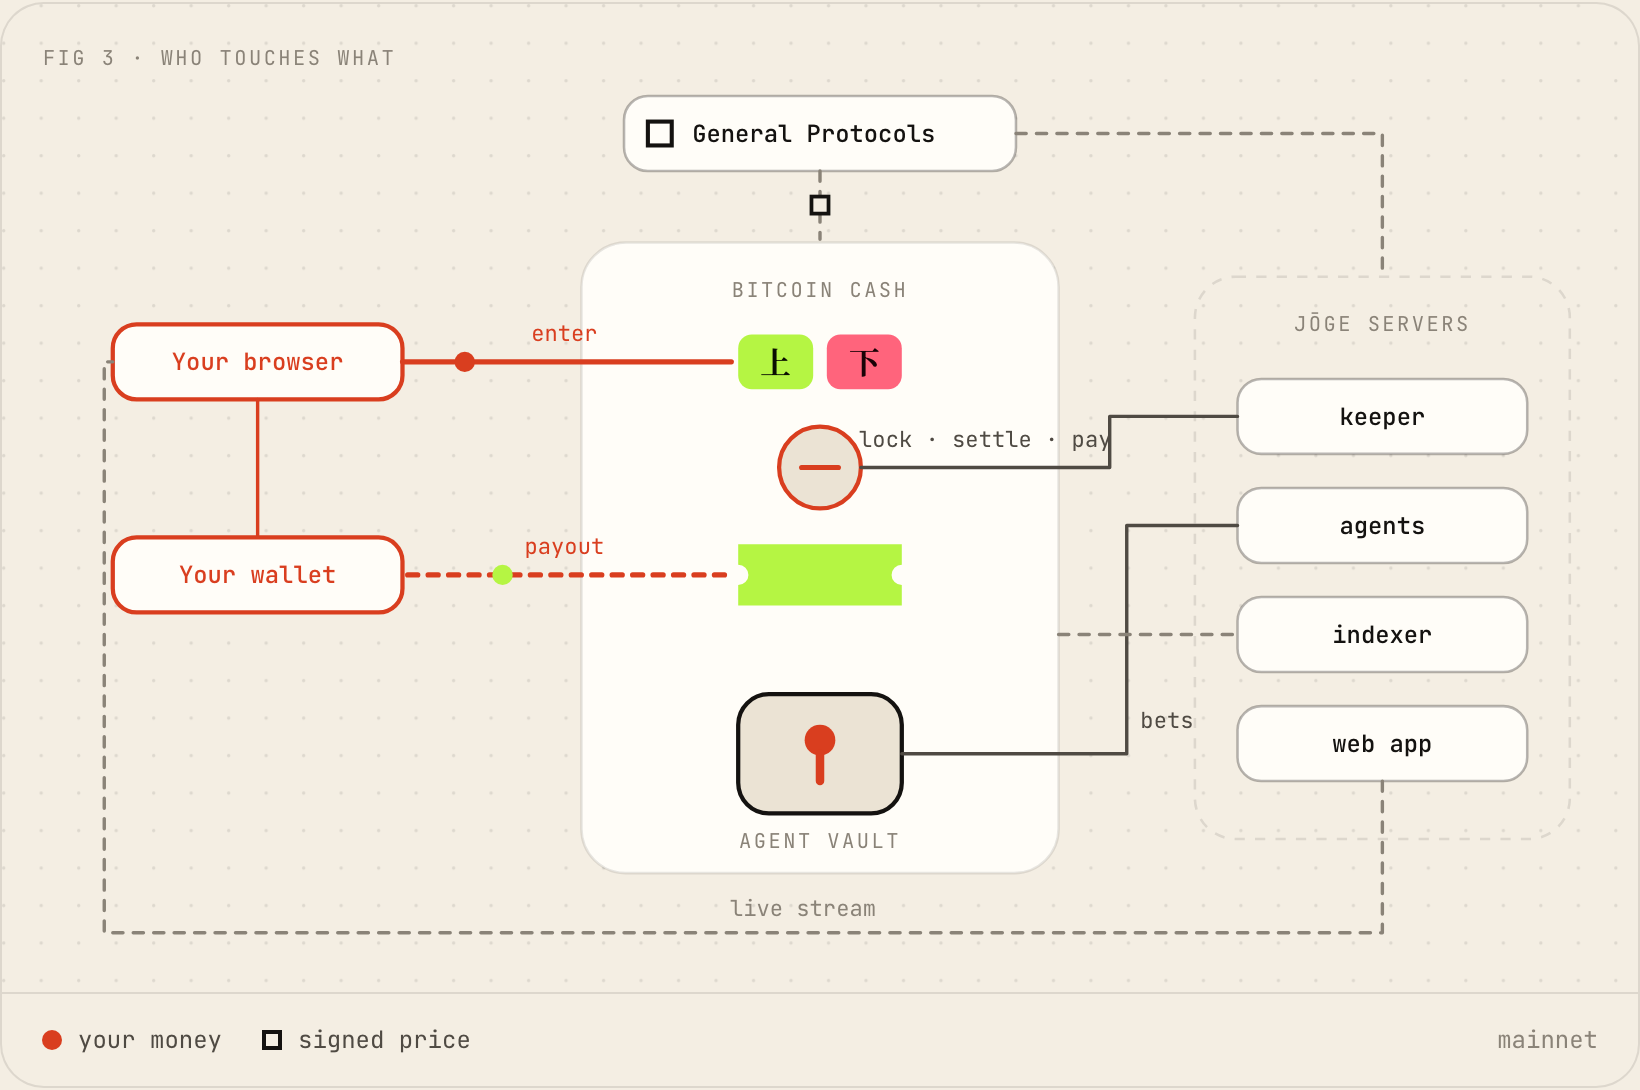 FIG 3 · WHO TOUCHES WHAT
General Protocols
BITCOIN CASH
JŌGE SERVERS
enter
Your browser
上
下
keeper
lock · settle · pay
agents
payout
Your wallet
indexer
bets
web app
AGENT VAULT
live stream
your money
signed price
mainnet